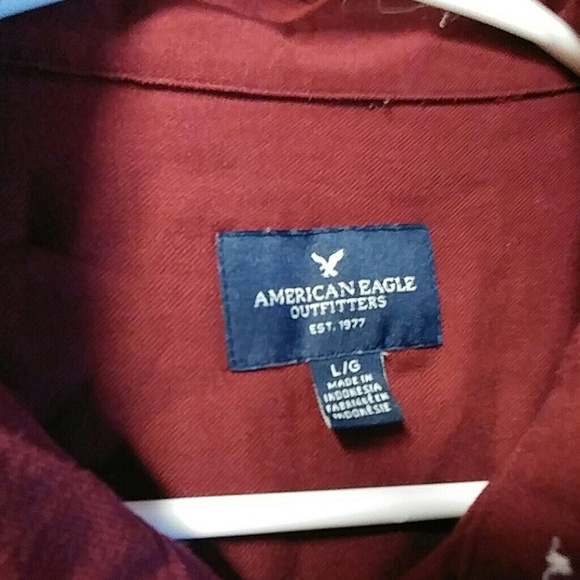 AMERICAN EAGLE
OUTFITTERS
EST. 1977
L/G
MADE IN
INDONESIA
FABRIQUÉ EN
INDONÉSIE